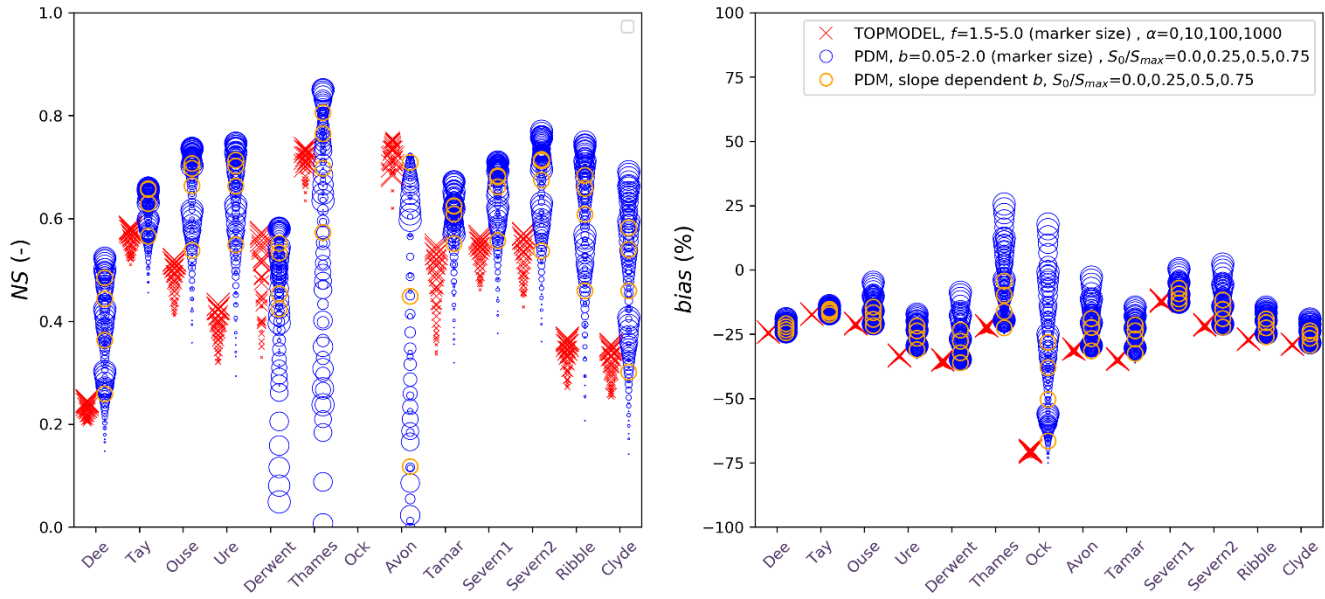 1.0
0.8
0.6
0.4
0.2
0.0
NS (-)
Dee
Tay
Ouse
Ure
Derwent
Thames
Ock
Avon
Tamar
Severn1
Severn2
Ribble
Clyde
100
75
50
25
0
−25
−50
−75
−100
bias (%)
TOPMODEL, f=1.5-5.0 (marker size) , α=0,10,100,1000
PDM, b=0.05-2.0 (marker size) , S₀/Sₘₐₓ=0.0,0.25,0.5,0.75
PDM, slope dependent b, S₀/Sₘₐₓ=0.0,0.25,0.5,0.75
Dee
Tay
Ouse
Ure
Derwent
Thames
Ock
Avon
Tamar
Severn1
Severn2
Ribble
Clyde